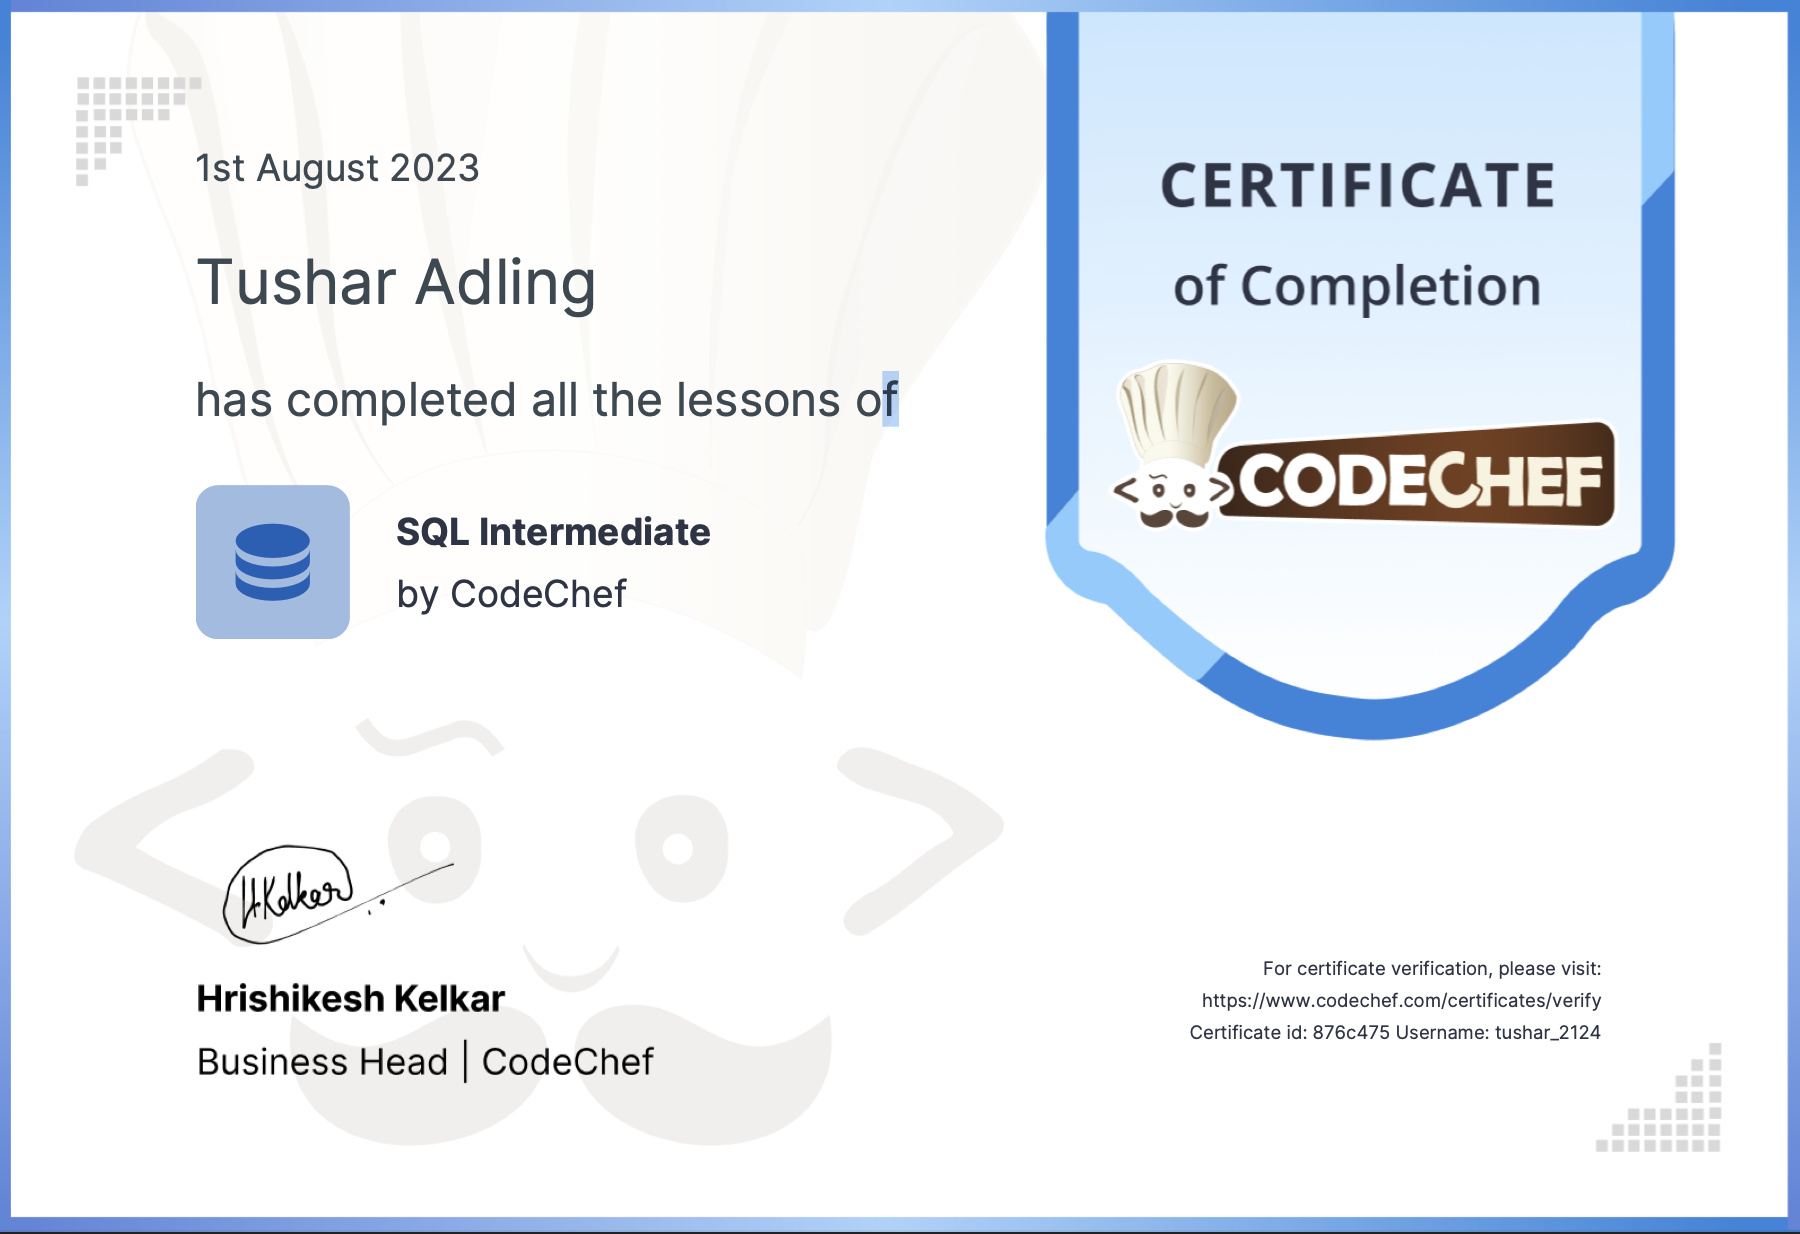 1st August 2023
Tushar Adling
has completed all the lessons of
SQL Intermediate
by CodeChef
CERTIFICATE
of Completion
CODECHEF
HKelkar
Hrishikesh Kelkar
Business Head | CodeChef
For certificate verification, please visit:
https://www.codechef.com/certificates/verify
Certificate id: 876c475 Username: tushar_2124